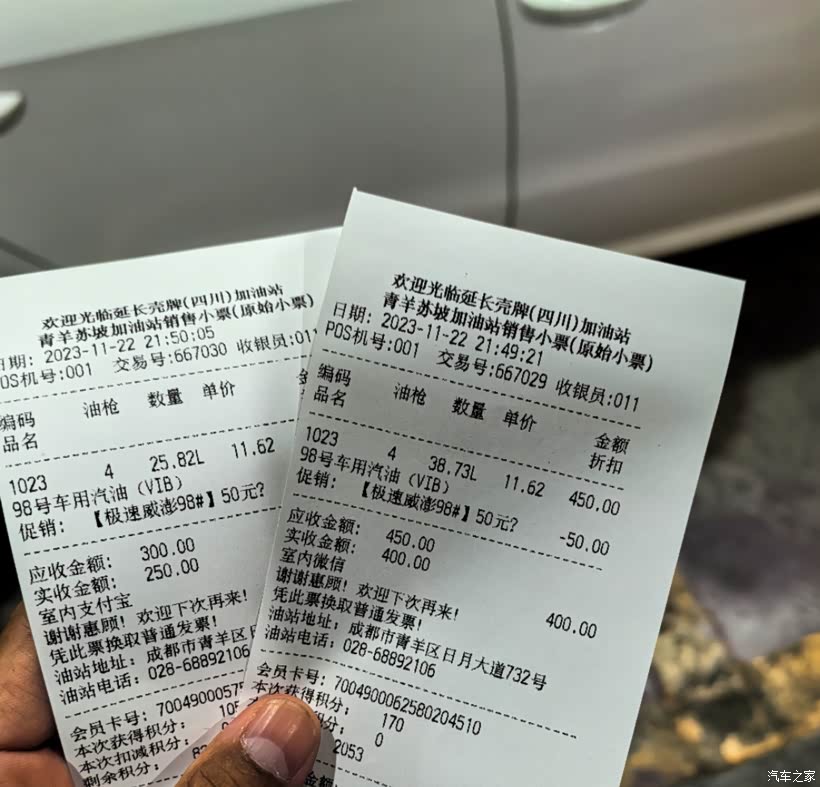 欢迎光临延长壳牌(四川)加油站
青羊苏坡加油站销售小票(原始小票)
日期: 2023-11-22 21:50:05
PDS机号:001 交易号:667030 收银员:011
编码 油枪 数量 单价
品名
1023 4 25.82L 11.62
98号车用汽油 (VIB)
促销: 【极速威澎98#】50元?
应收金额: 300.00
实收金额: 250.00
室内支付宝
谢谢惠顾! 欢迎下次再来!
凭此票换取普通发票!
油站地址: 成都市青羊区日
油站电话: 028-68892106
会员卡号: 700490005
本次获得积分:
本次扣减积分:
剩余积分:
欢迎光临延长壳牌(四川)加油站
青羊苏坡加油站销售小票(原始小票)
日期: 2023-11-22 21:49:21
PDS机号:001 交易号:667029 收银员:011
编码 油枪 数量 单价 金额
品名 折扣
1023 4 38.73L 11.62 450.00
98号车用汽油 (VIB)
促销: 【极速威澎98#】50元? -50.00
应收金额: 450.00
实收金额: 400.00
室内微信 400.00
谢谢惠顾! 欢迎下次再来!
凭此票换取普通发票!
油站地址: 成都市青羊区日月大道732号
油站电话: 028-68892106
会员卡号: 7004900062580204510
本次获得积分: 170
0
2053
汽车之家